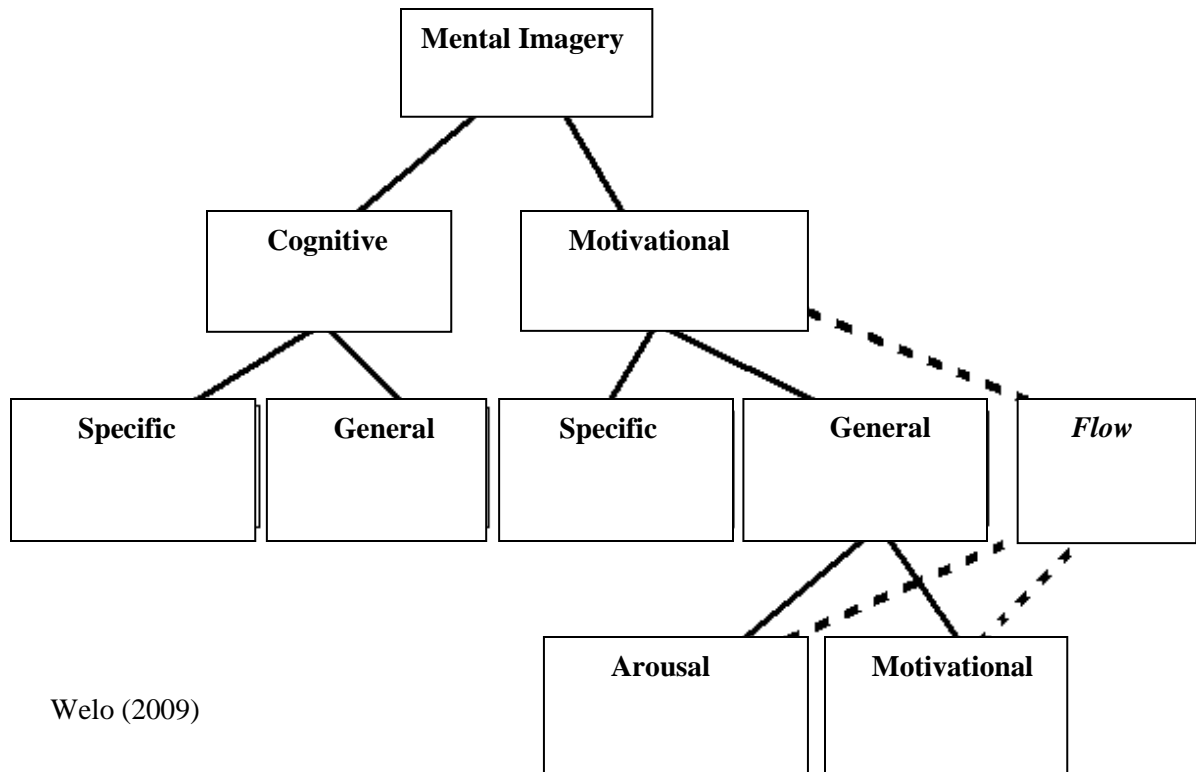 Mental Imagery
Cognitive
Motivational
Specific
General
Specific
General
Flow
Arousal
Motivational
Welo (2009)